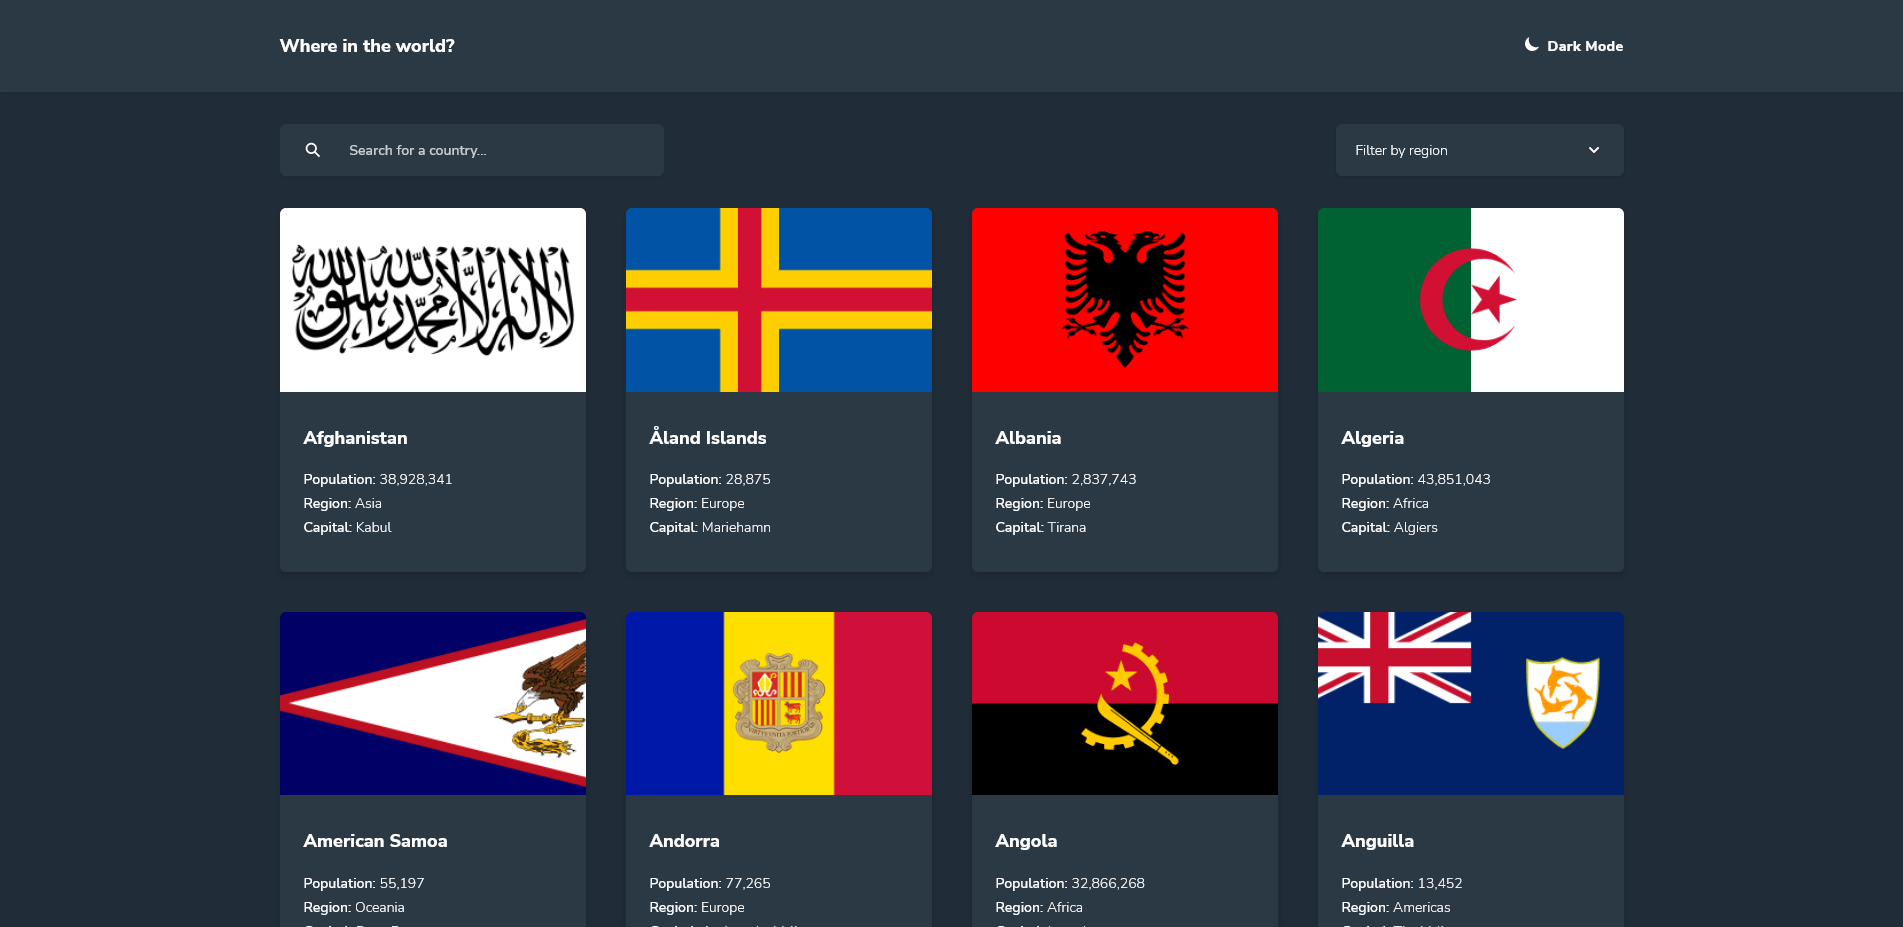 Where in the world?
Dark Mode
Search for a country...
Filter by region
لا إله إلا الله محمد رسول الله
Afghanistan
Population: 38,928,341
Region: Asia
Capital: Kabul
Åland Islands
Population: 28,875
Region: Europe
Capital: Mariehamn
Albania
Population: 2,837,743
Region: Europe
Capital: Tirana
Algeria
Population: 43,851,043
Region: Africa
Capital: Algiers
American Samoa
Population: 55,197
Region: Oceania
Andorra
Population: 77,265
Region: Europe
Angola
Population: 32,866,268
Region: Africa
Anguilla
Population: 13,452
Region: Americas